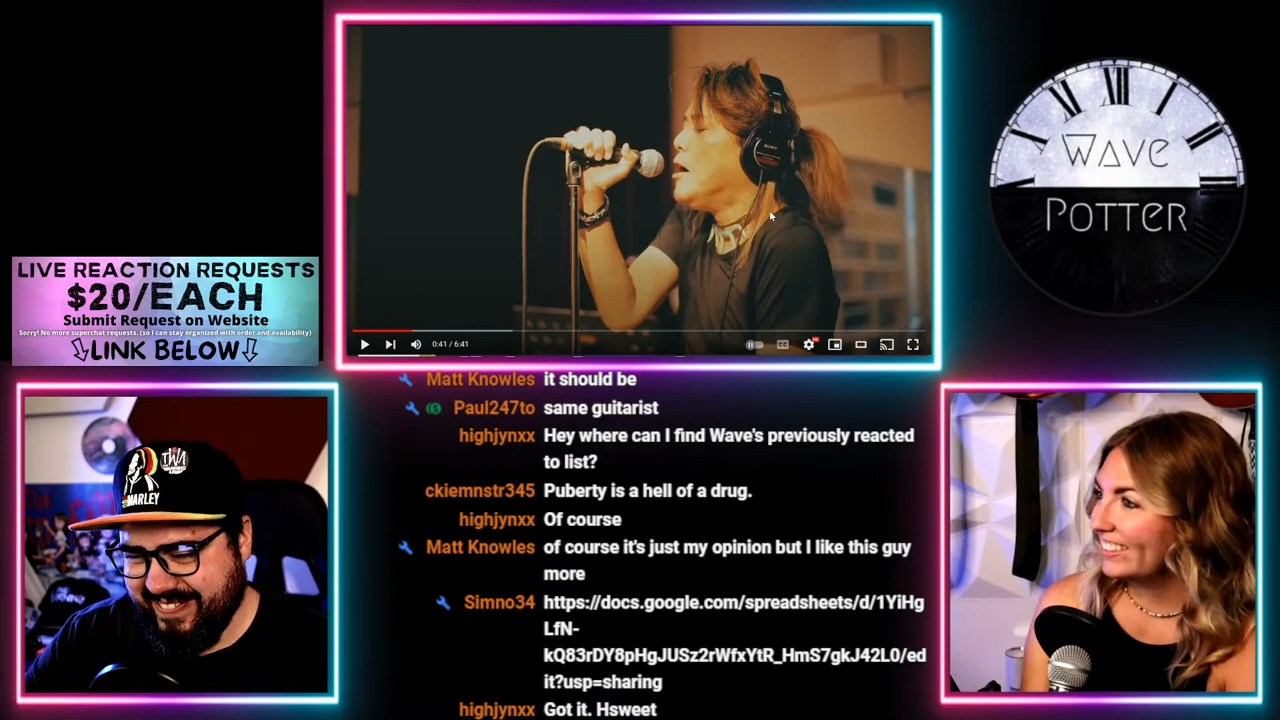 LIVE REACTION REQUESTS
$20/EACH
Submit Request on Website
Sorry! No more superchat requests. (so I can stay organized with order and availability)
LINK BELOW
MARLEY
SONY
0:41 / 6:41
WAVE
POTTER
Matt Knowles it should be
Paul247to same guitarist
highjynxx Hey where can I find Wave's previously reacted
to list?
ckiemnstr345 Puberty is a hell of a drug.
highjynxx Of course
Matt Knowles of course it's just my opinion but I like this guy
more
Simno34 https://docs.google.com/spreadsheets/d/1YiHg
LfN-
kQ83rDY8pHgJUSz2rWfxYtR_HmS7gkJ42L0/ed
it?usp=sharing
highjynxx Got it. Hsweet